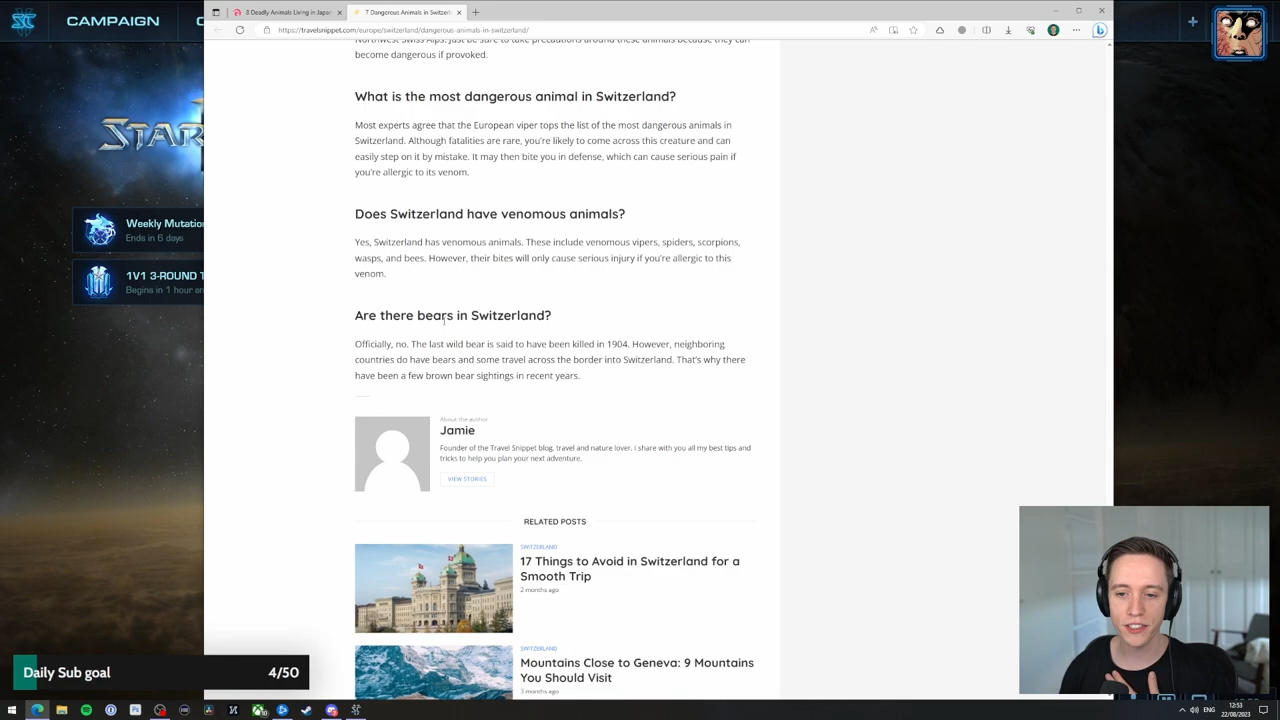 CAMPAIGN
8 Deadly Animals Living in Japan
7 Dangerous Animals in Switzerl
https://travelsnippet.com/europe/switzerland/dangerous-animals-in-switzerland/
Northwest Swiss Alps. Just be sure to take precautions around these animals because they can
become dangerous if provoked.
What is the most dangerous animal in Switzerland?
Most experts agree that the European viper tops the list of the most dangerous animals in
Switzerland. Although fatalities are rare, you're likely to come across this creature and can
easily step on it by mistake. It may then bite you in defense, which can cause serious pain if
you're allergic to its venom.
Does Switzerland have venomous animals?
Yes, Switzerland has venomous animals. These include venomous vipers, spiders, scorpions,
wasps, and bees. However, their bites will only cause serious injury if you're allergic to this
venom.
Are there bears in Switzerland?
Officially, no. The last wild bear is said to have been killed in 1904. However, neighboring
countries do have bears and some travel across the border into Switzerland. That's why there
have been a few brown bear sightings in recent years.
About the author
Jamie
Founder of the Travel Snippet blog, travel and nature lover. I share with you all my best tips and
tricks to help you plan your next adventure.
VIEW STORIES
RELATED POSTS
SWITZERLAND
17 Things to Avoid in Switzerland for a
Smooth Trip
2 months ago
SWITZERLAND
Mountains Close to Geneva: 9 Mountains
You Should Visit
3 months ago
STAR
Weekly Mutatio
Ends in 6 days
1V1 3-ROUND T
Begins in 1 hour an
Daily Sub goal
4/50
ENG
12:53
22/08/2023